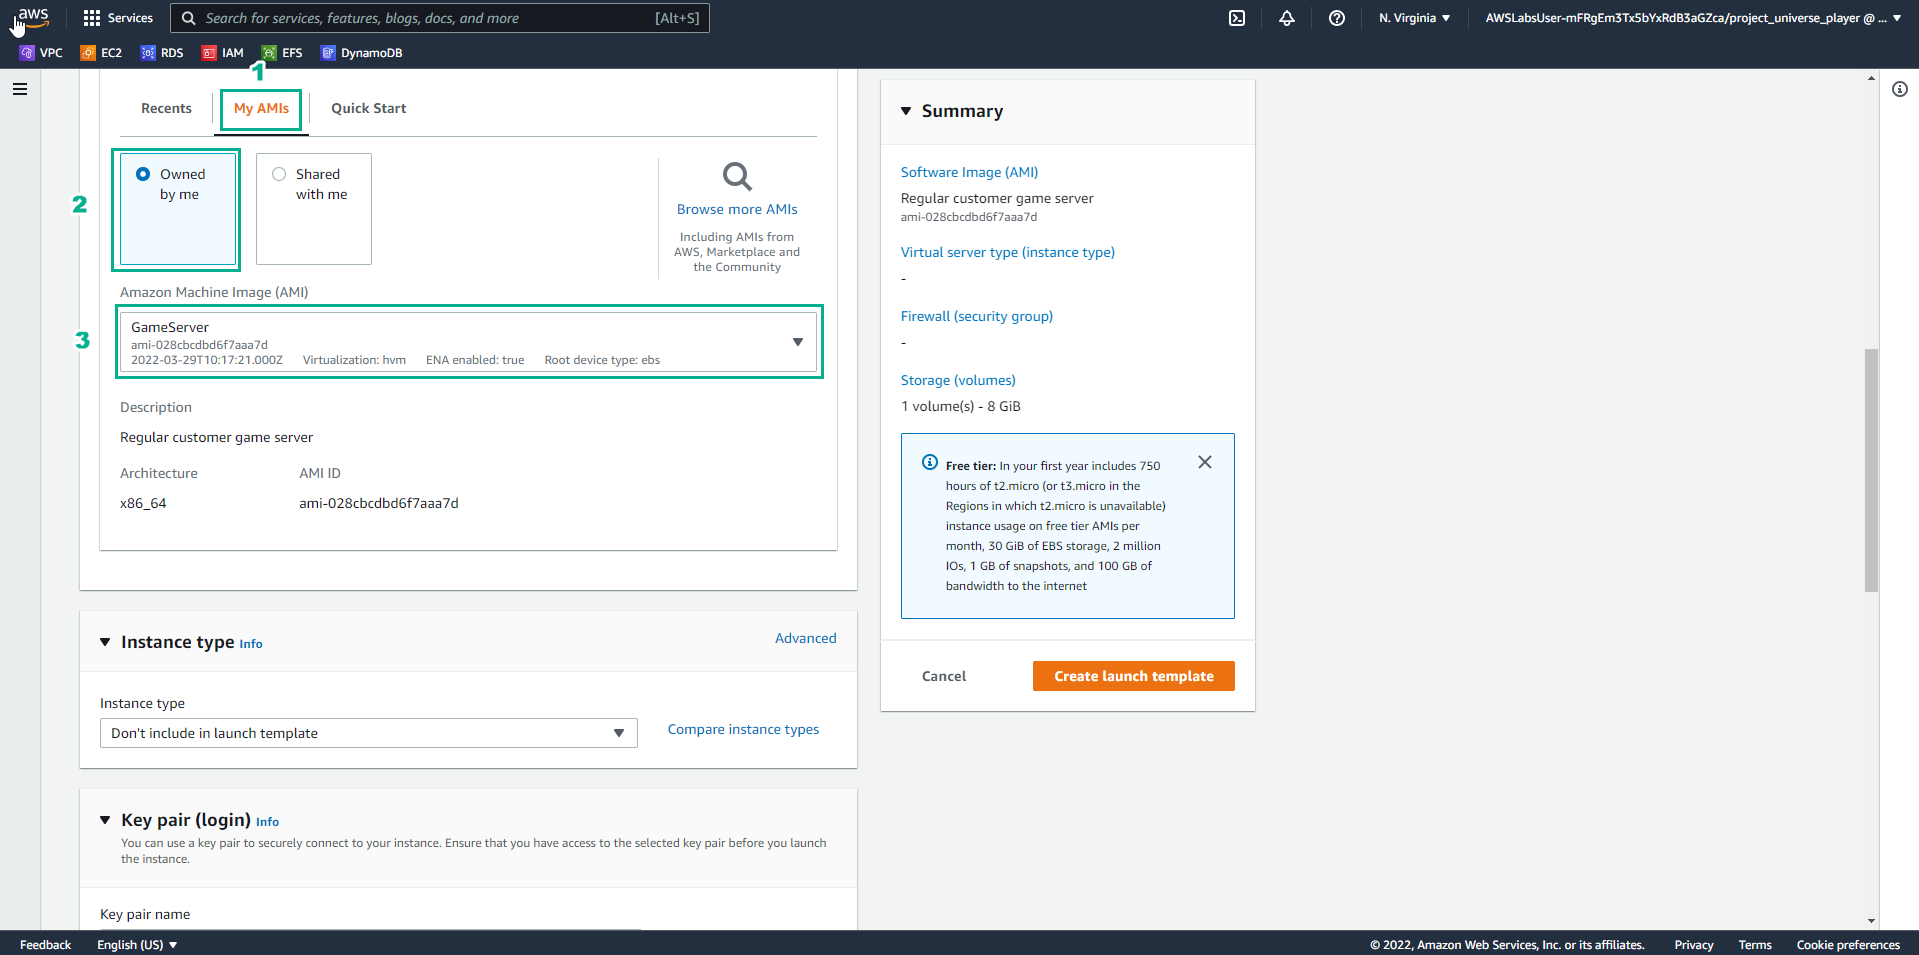 aws
Services
Search for services, features, blogs, docs, and more
[Alt+S]
N. Virginia
AWSLabsUser-mFRgEm3Tx5bYxRdB3aGZca/project_universe_player @ ...
VPC
EC2
RDS
IAM
EFS
DynamoDB
1
Recents
My AMIs
Quick Start
2
Owned
by me
Shared
with me
Browse more AMIs
Including AMIs from
AWS, Marketplace and
the Community
Amazon Machine Image (AMI)
3
GameServer
ami-028cbcdbd6f7aaa7d
2022-03-29T10:17:21.000Z Virtualization: hvm ENA enabled: true Root device type: ebs
Description
Regular customer game server
Architecture
AMI ID
x86_64
ami-028cbcdbd6f7aaa7d
Instance type Info
Advanced
Instance type
Don't include in launch template
Compare instance types
Key pair (login) Info
You can use a key pair to securely connect to your instance. Ensure that you have access to the selected key pair before you launch
the instance.
Key pair name
Summary
Software Image (AMI)
Regular customer game server
ami-028cbcdbd6f7aaa7d
Virtual server type (instance type)
-
Firewall (security group)
-
Storage (volumes)
1 volume(s) - 8 GiB
Free tier: In your first year includes 750
hours of t2.micro (or t3.micro in the
Regions in which t2.micro is unavailable)
instance usage on free tier AMIs per
month, 30 GiB of EBS storage, 2 million
IOs, 1 GB of snapshots, and 100 GB of
bandwidth to the internet
Cancel
Create launch template
Feedback
English (US)
© 2022, Amazon Web Services, Inc. or its affiliates.
Privacy
Terms
Cookie preferences